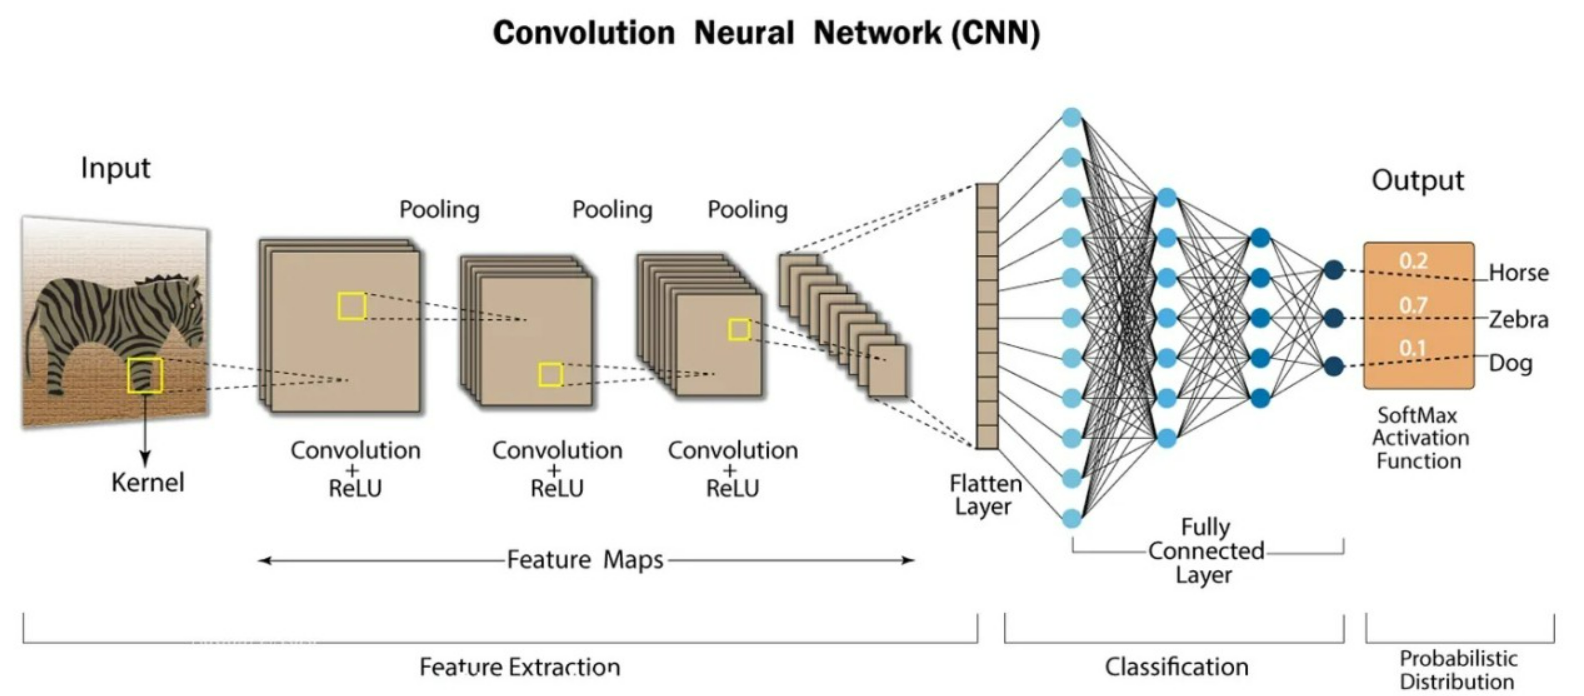 Convolution Neural Network (CNN)
Input
Kernel
Pooling
Pooling
Pooling
Convolution
+
ReLU
Convolution
+
ReLU
Convolution
+
ReLU
Feature Maps
Flatten
Layer
Fully
Connected
Layer
Output
0.2
Horse
0.7
Zebra
0.1
Dog
SoftMax
Activation
Function
Feature Extraction
Classification
Probabilistic
Distribution